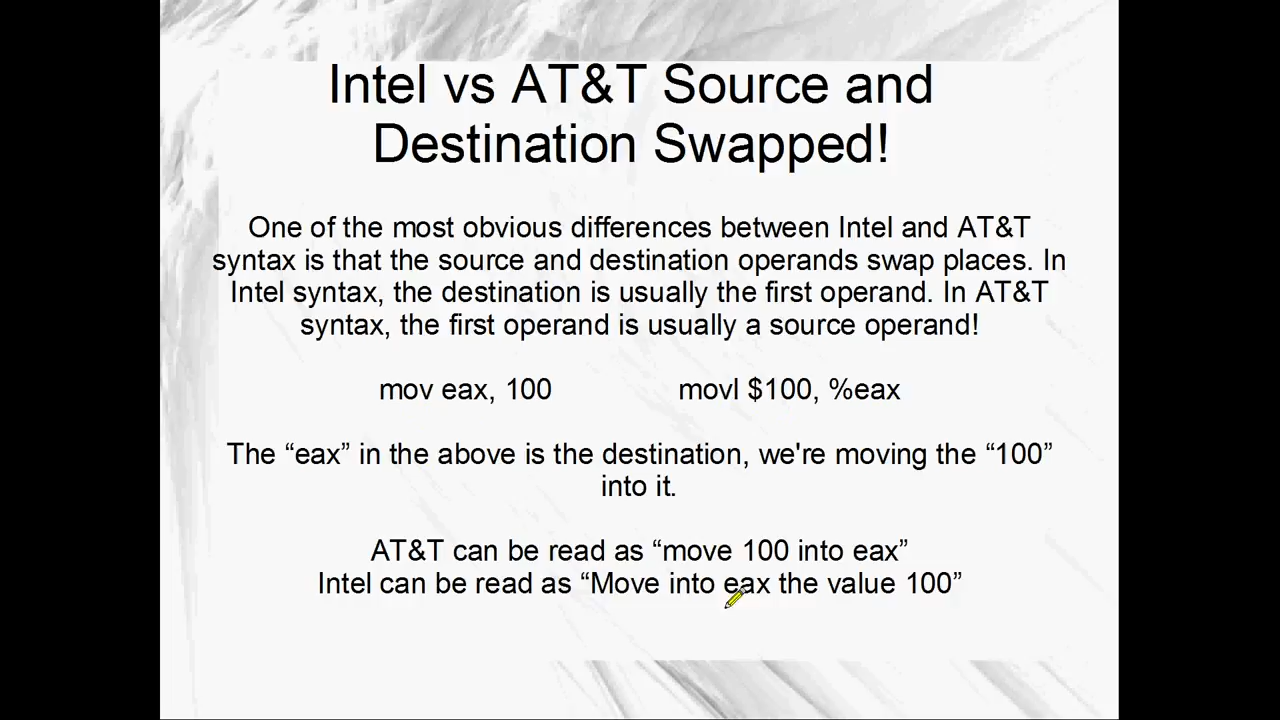 Intel vs AT&T Source and
Destination Swapped!
One of the most obvious differences between Intel and AT&T
syntax is that the source and destination operands swap places. In
Intel syntax, the destination is usually the first operand. In AT&T
syntax, the first operand is usually a source operand!
mov eax, 100 movl $100, %eax
The “eax” in the above is the destination, we're moving the “100”
into it.
AT&T can be read as “move 100 into eax”
Intel can be read as “Move into eax the value 100”